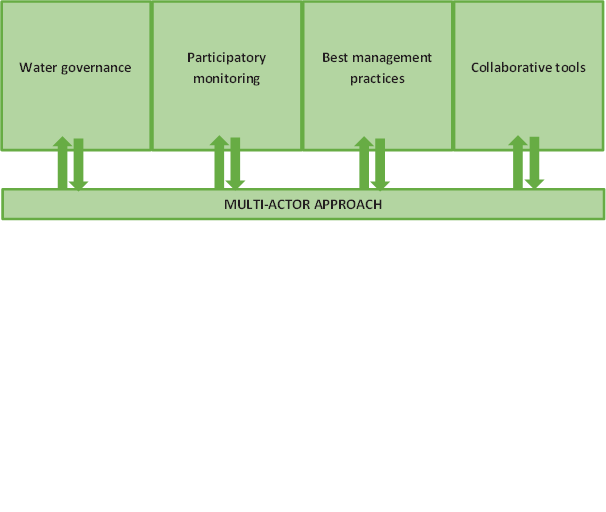 Water governance
Participatory
monitoring
Best management
practices
Collaborative tools
MULTI-ACTOR APPROACH